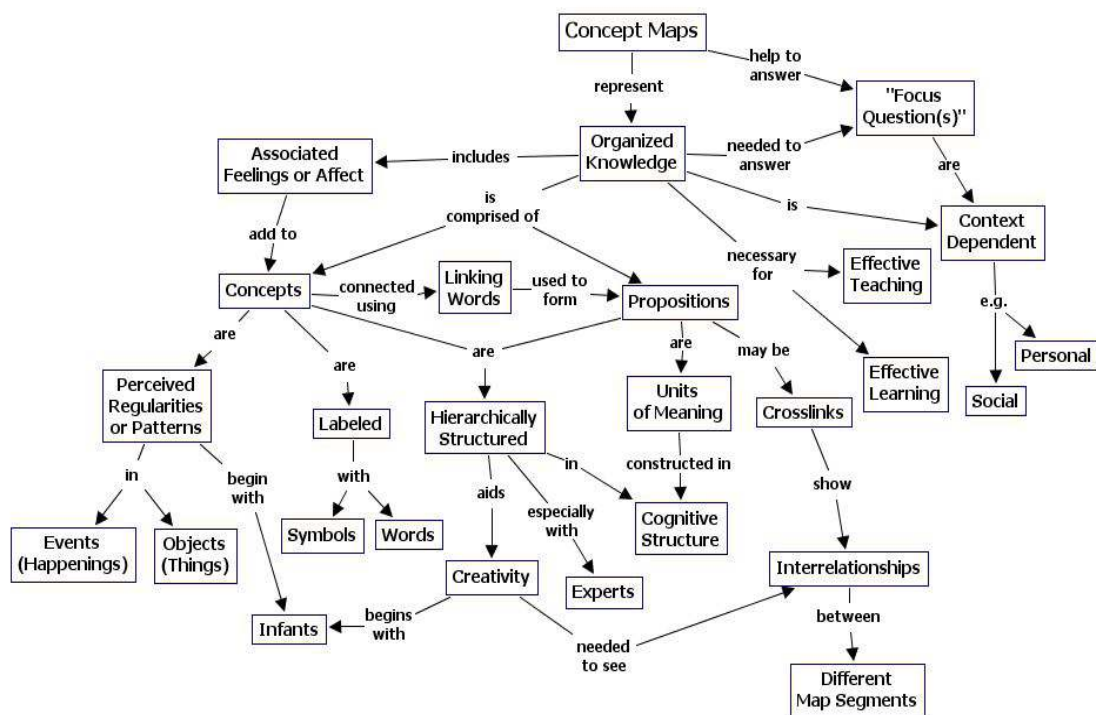 Concept Maps
help to
answer
represent
"Focus
Question(s)"
Organized
Knowledge
needed to
answer
includes
Associated
Feelings or Affect
are
is
is
comprised of
Context
Dependent
add to
necessary
for
Effective
Teaching
Concepts
connected
using
Linking
Words
used to
form
Propositions
e.g.
Personal
Social
Effective
Learning
are
are
are
are
may be
Perceived
Regularities
or Patterns
Labeled
Hierarchically
Structured
Units
of Meaning
Crosslinks
in
begin
with
with
aids
in
especially
with
constructed in
show
Events
(Happenings)
Objects
(Things)
Symbols
Words
Cognitive
Structure
Creativity
Experts
Interrelationships
Infants
begins
with
needed
to see
between
Different
Map Segments